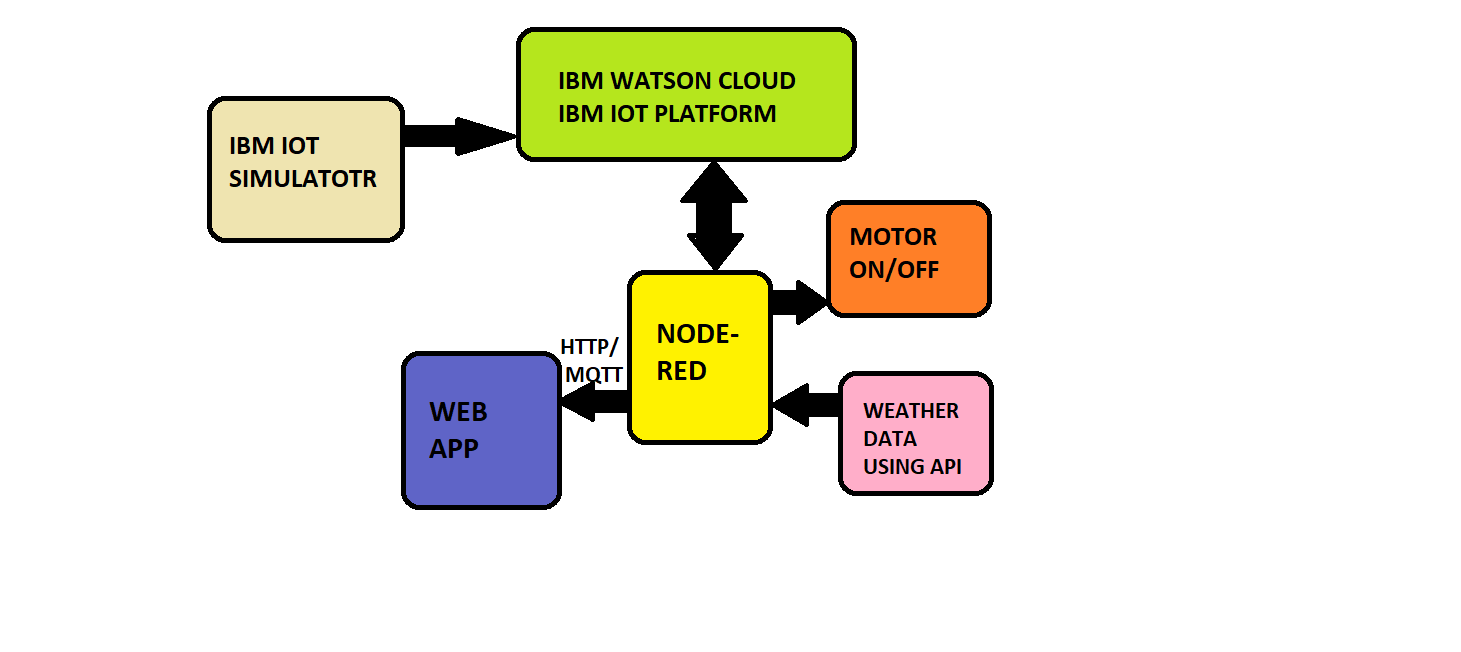 IBM WATSON CLOUD
IBM IOT PLATFORM
IBM IOT
SIMULATOTR
MOTOR
ON/OFF
NODE-
RED
HTTP/
MQTT
WEB
APP
WEATHER
DATA
USING API